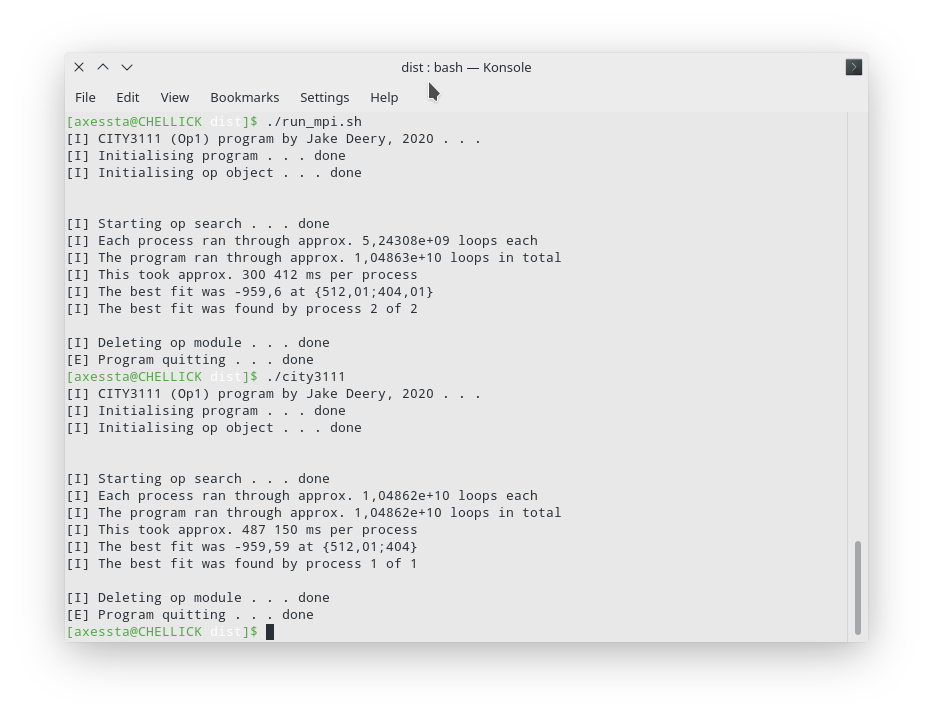 dist : bash — Konsole
File Edit View Bookmarks Settings Help
[axessta@CHELLICK dist]$ ./run_mpi.sh
[I] CITY3111 (Op1) program by Jake Deery, 2020 . . .
[I] Initialising program . . . done
[I] Initialising op object . . . done
[I] Starting op search . . . done
[I] Each process ran through approx. 5,24308e+09 loops each
[I] The program ran through approx. 1,04863e+10 loops in total
[I] This took approx. 300 412 ms per process
[I] The best fit was -959,6 at {512,01;404,01}
[I] The best fit was found by process 2 of 2
[I] Deleting op module . . . done
[E] Program quitting . . . done
[axessta@CHELLICK dist]$ ./city3111
[I] CITY3111 (Op1) program by Jake Deery, 2020 . . .
[I] Initialising program . . . done
[I] Initialising op object . . . done
[I] Starting op search . . . done
[I] Each process ran through approx. 1,04862e+10 loops each
[I] The program ran through approx. 1,04862e+10 loops in total
[I] This took approx. 487 150 ms per process
[I] The best fit was -959,59 at {512,01;404}
[I] The best fit was found by process 1 of 1
[I] Deleting op module . . . done
[E] Program quitting . . . done
[axessta@CHELLICK dist]$